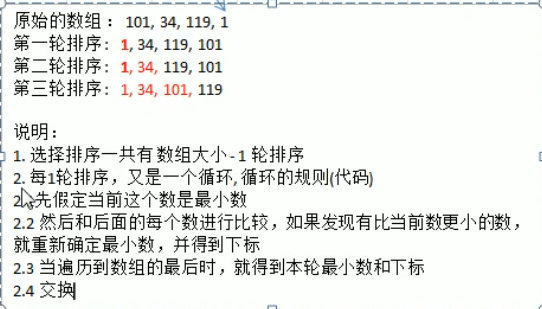 原始的数组： 101, 34, 119, 1
第一轮排序： 1, 34, 119, 101
第二轮排序： 1, 34, 119, 101
第三轮排序： 1, 34, 101, 119
说明：
1. 选择排序一共有数组大小 - 1 轮排序
2. 每1轮排序，又是一个循环, 循环的规则(代码)
2. 先假定当前这个数是最小数
2.2 然后和后面的每个数进行比较，如果发现有比当前数更小的数，
就重新确定最小数，并得到下标
2.3 当遍历到数组的最后时，就得到本轮最小数和下标
2.4 交换